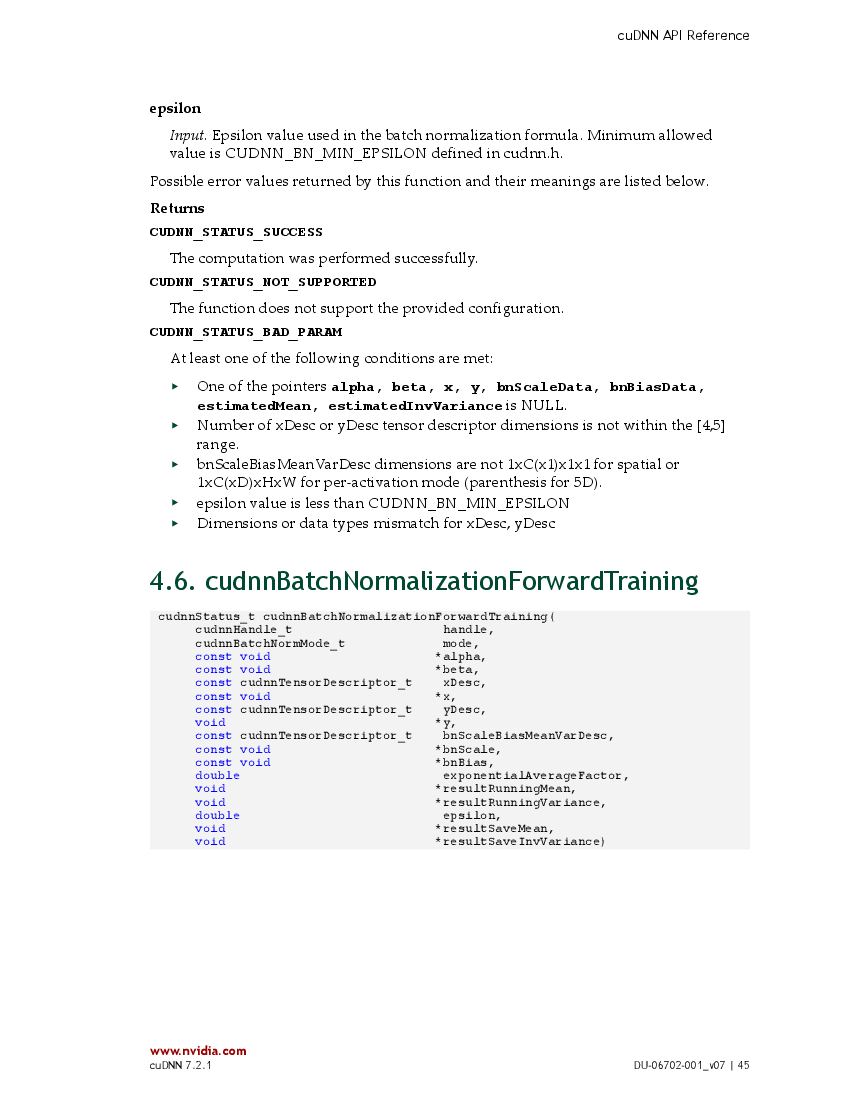 cuDNN API Reference
epsilon
Input. Epsilon value used in the batch normalization formula. Minimum allowed
value is CUDNN_BN_MIN_EPSILON defined in cudnn.h.
Possible error values returned by this function and their meanings are listed below.
Returns
CUDNN_STATUS_SUCCESS
The computation was performed successfully.
CUDNN_STATUS_NOT_SUPPORTED
The function does not support the provided configuration.
CUDNN_STATUS_BAD_PARAM
At least one of the following conditions are met:
▸ One of the pointers alpha, beta, x, y, bnScaleData, bnBiasData,
estimatedMean, estimatedInvVariance is NULL.
▸ Number of xDesc or yDesc tensor descriptor dimensions is not within the [4,5]
range.
▸ bnScaleBiasMeanVarDesc dimensions are not 1xC(x1)x1x1 for spatial or
1xC(xD)xHxW for per-activation mode (parenthesis for 5D).
▸ epsilon value is less than CUDNN_BN_MIN_EPSILON
▸ Dimensions or data types mismatch for xDesc, yDesc
4.6. cudnnBatchNormalizationForwardTraining
cudnnStatus_t cudnnBatchNormalizationForwardTraining(
cudnnHandle_t handle,
cudnnBatchNormMode_t mode,
const void *alpha,
const void *beta,
const cudnnTensorDescriptor_t xDesc,
const void *x,
const cudnnTensorDescriptor_t yDesc,
void *y,
const cudnnTensorDescriptor_t bnScaleBiasMeanVarDesc,
const void *bnScale,
const void *bnBias,
double exponentialAverageFactor,
void *resultRunningMean,
void *resultRunningVariance,
double epsilon,
void *resultSaveMean,
void *resultSaveInvVariance)
www.nvidia.com
cuDNN 7.2.1 DU-06702-001_v07 | 45